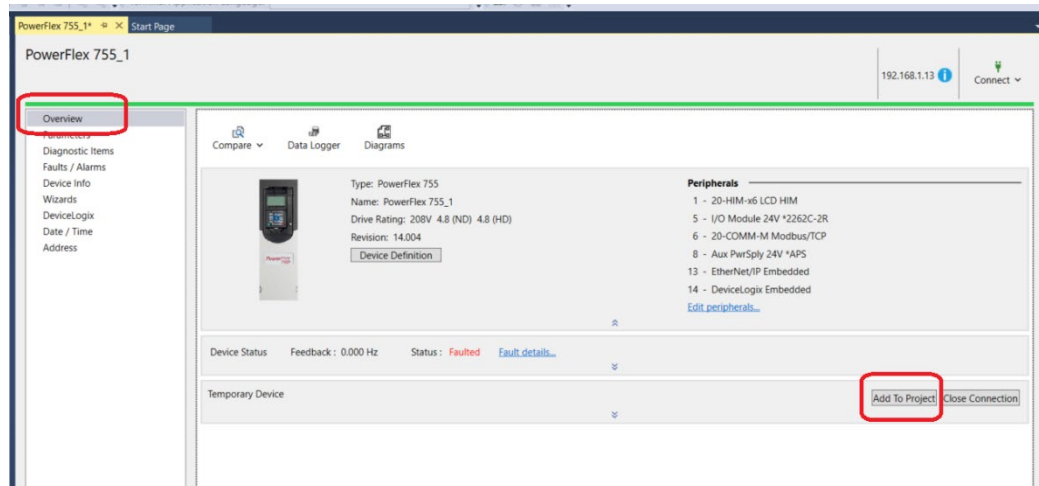 PowerFlex 755_1*
Start Page
PowerFlex 755_1
192.168.1.13
Connect
Overview
Parameters
Diagnostic Items
Faults / Alarms
Device Info
Wizards
DeviceLogix
Date / Time
Address
Compare
Data Logger
Diagrams
Type: PowerFlex 755
Name: PowerFlex 755_1
Drive Rating: 208V 4.8 (ND) 4.8 (HD)
Revision: 14.004
Device Definition
Peripherals
1 - 20-HIM-x6 LCD HIM
5 - I/O Module 24V *2262C-2R
6 - 20-COMM-M Modbus/TCP
8 - Aux PwrSply 24V *APS
13 - EtherNet/IP Embedded
14 - DeviceLogix Embedded
Edit peripherals...
Device Status Feedback : 0.000 Hz Status : Faulted Fault details...
Temporary Device
Add To Project Close Connection